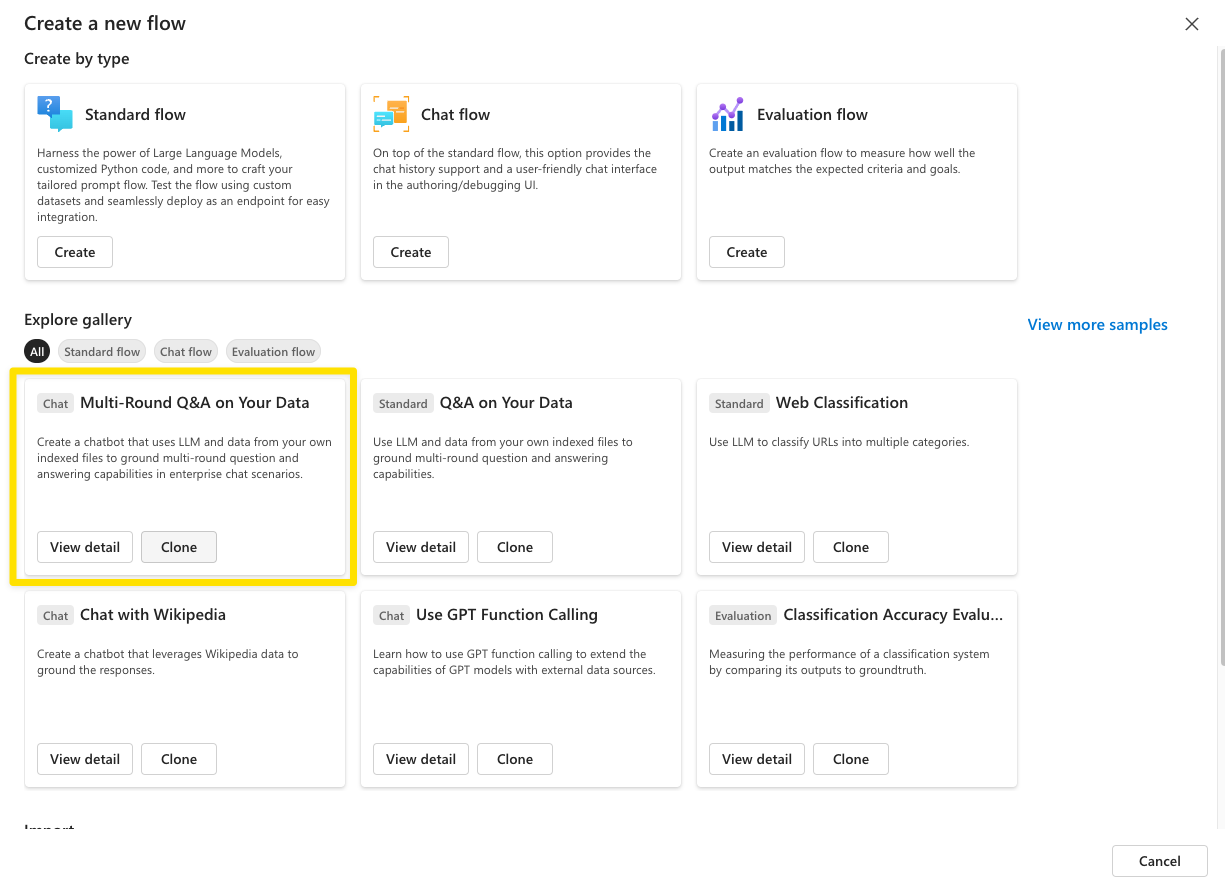 Create a new flow
Create by type
?
Standard flow
Harness the power of Large Language Models,
customized Python code, and more to craft your
tailored prompt flow. Test the flow using custom
datasets and seamlessly deploy as an endpoint for easy
integration.
Create
Chat flow
On top of the standard flow, this option provides the
chat history support and a user-friendly chat interface
in the authoring/debugging UI.
Create
Evaluation flow
Create an evaluation flow to measure how well the
output matches the expected criteria and goals.
Create
Explore gallery
View more samples
All Standard flow Chat flow Evaluation flow
Chat Multi-Round Q&A on Your Data
Create a chatbot that uses LLM and data from your own
indexed files to ground multi-round question and
answering capabilities in enterprise chat scenarios.
View detail Clone
Standard Q&A on Your Data
Use LLM and data from your own indexed files to
ground multi-round question and answering
capabilities.
View detail Clone
Standard Web Classification
Use LLM to classify URLs into multiple categories.
View detail Clone
Chat Chat with Wikipedia
Create a chatbot that leverages Wikipedia data to
ground the responses.
View detail Clone
Chat Use GPT Function Calling
Learn how to use GPT function calling to extend the
capabilities of GPT models with external data sources.
View detail Clone
Evaluation Classification Accuracy Evalu...
Measuring the performance of a classification system
by comparing its outputs to groundtruth.
View detail Clone
Import
Cancel